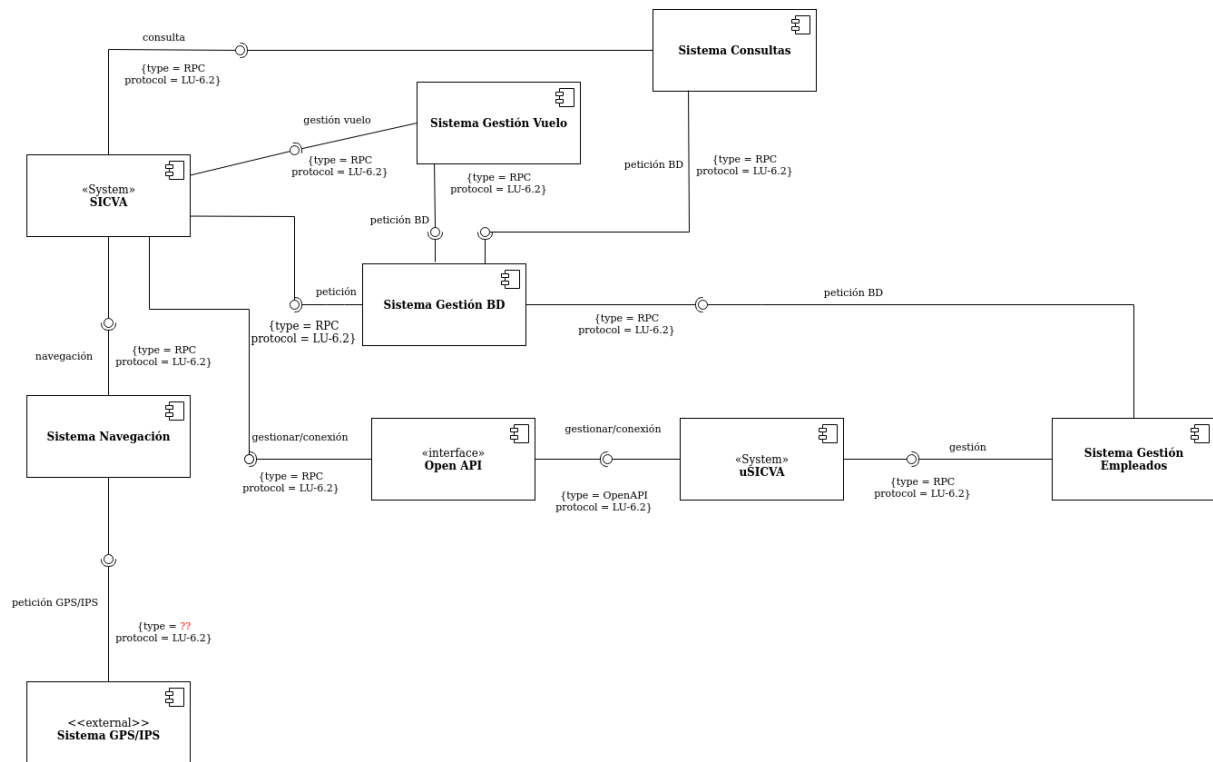 consulta
{type = RPC
protocol = LU-6.2}
Sistema Consultas
gestión vuelo
{type = RPC
protocol = LU-6.2}
Sistema Gestión Vuelo
petición BD
{type = RPC
protocol = LU-6.2}
«System»
SICVA
{type = RPC
protocol = LU-6.2}
petición BD
petición
{type = RPC
protocol = LU-6.2}
Sistema Gestión BD
petición BD
{type = RPC
protocol = LU-6.2}
navegación
{type = RPC
protocol = LU-6.2}
Sistema Navegación
gestionar/conexión
{type = RPC
protocol = LU-6.2}
«interface»
Open API
gestionar/conexión
{type = OpenAPI
protocol = LU-6.2}
«System»
uSICVA
gestión
{type = RPC
protocol = LU-6.2}
Sistema Gestión
Empleados
petición GPS/IPS
{type = ??
protocol = LU-6.2}
<<external>>
Sistema GPS/IPS